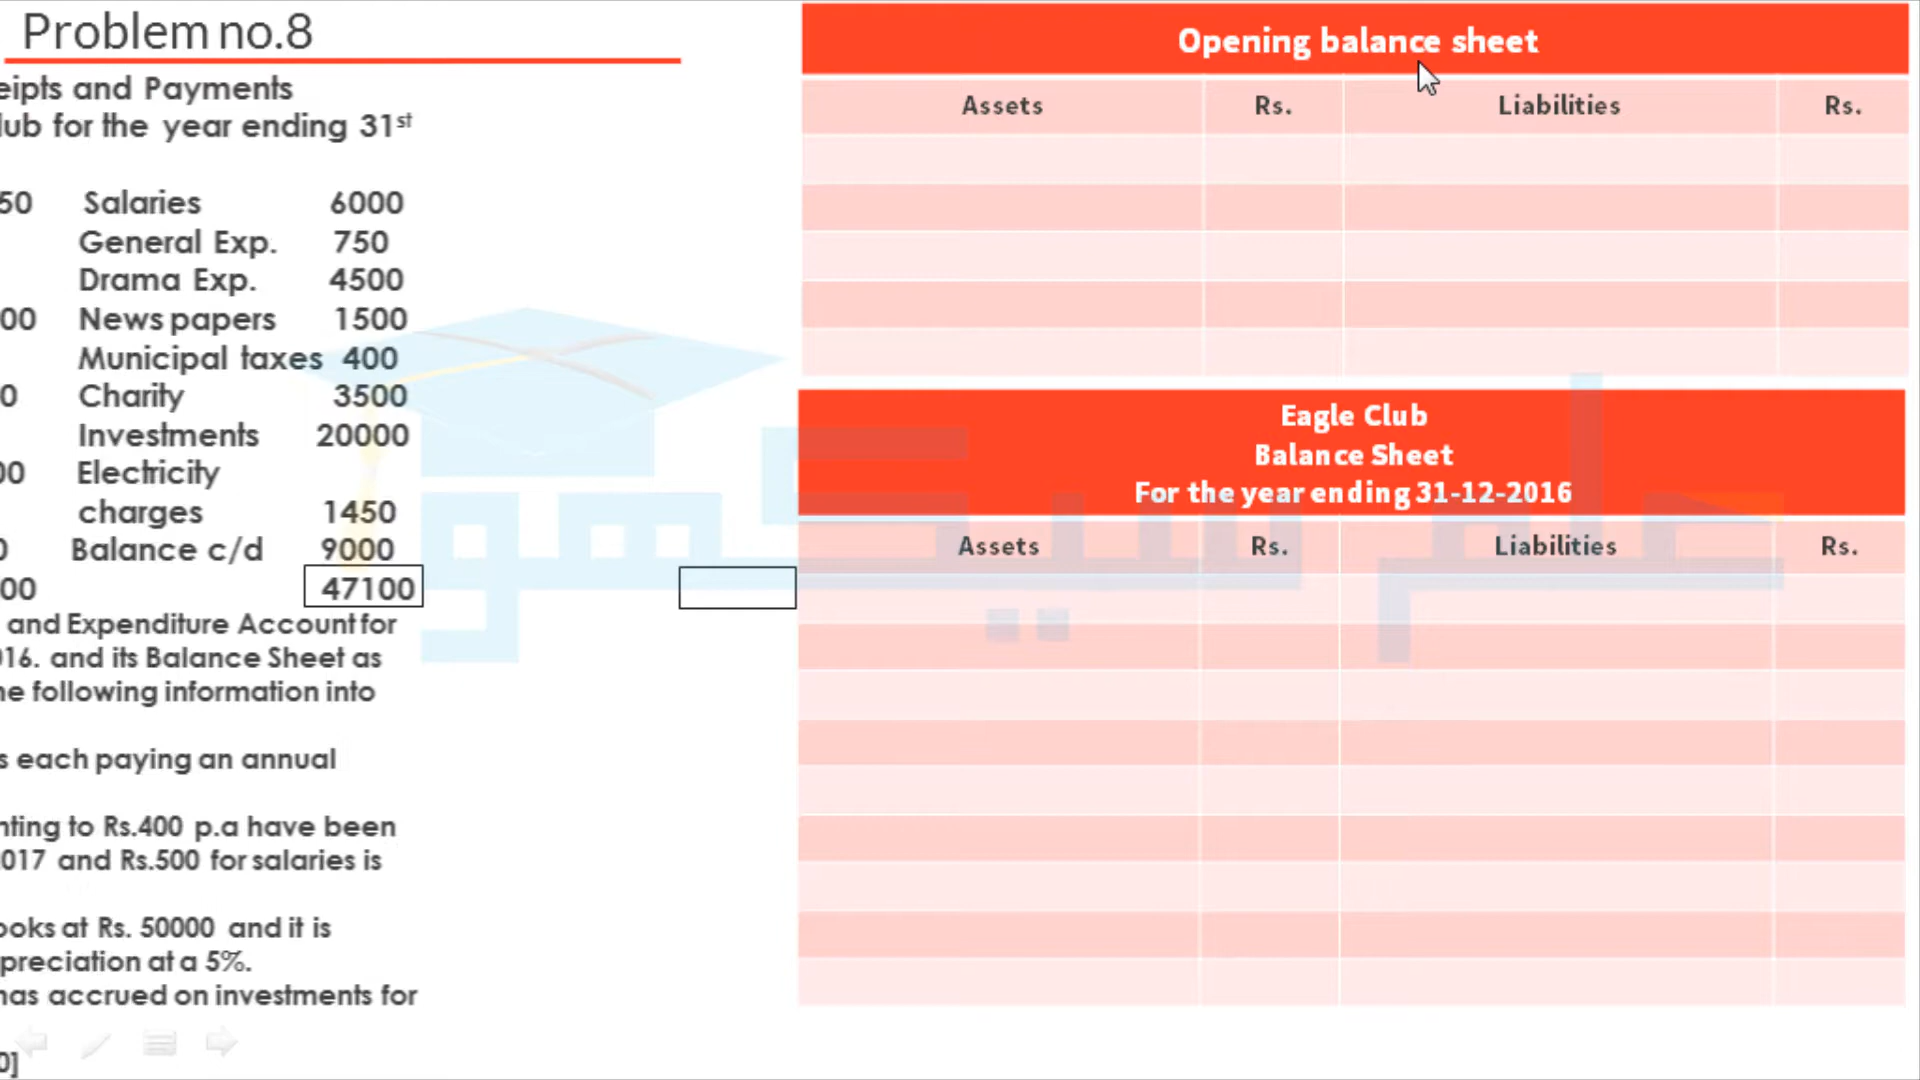 Problem no.8
eipts and Payments
lub for the year ending 31st
50 Salaries 6000
General Exp. 750
Drama Exp. 4500
00 News papers 1500
Municipal taxes 400
0 Charity 3500
Investments 20000
00 Electricity
charges 1450
0 Balance c/d 9000
00 47100
and Expenditure Account for
016. and its Balance Sheet as
ne following information into
s each paying an annual
nting to Rs.400 p.a have been
2017 and Rs.500 for salaries is
ooks at Rs. 50000 and it is
preciation at a 5%.
has accrued on investments for
0]
Opening balance sheet
Assets Rs. Liabilities Rs.
Eagle Club
Balance Sheet
For the year ending 31-12-2016
Assets Rs. Liabilities Rs.